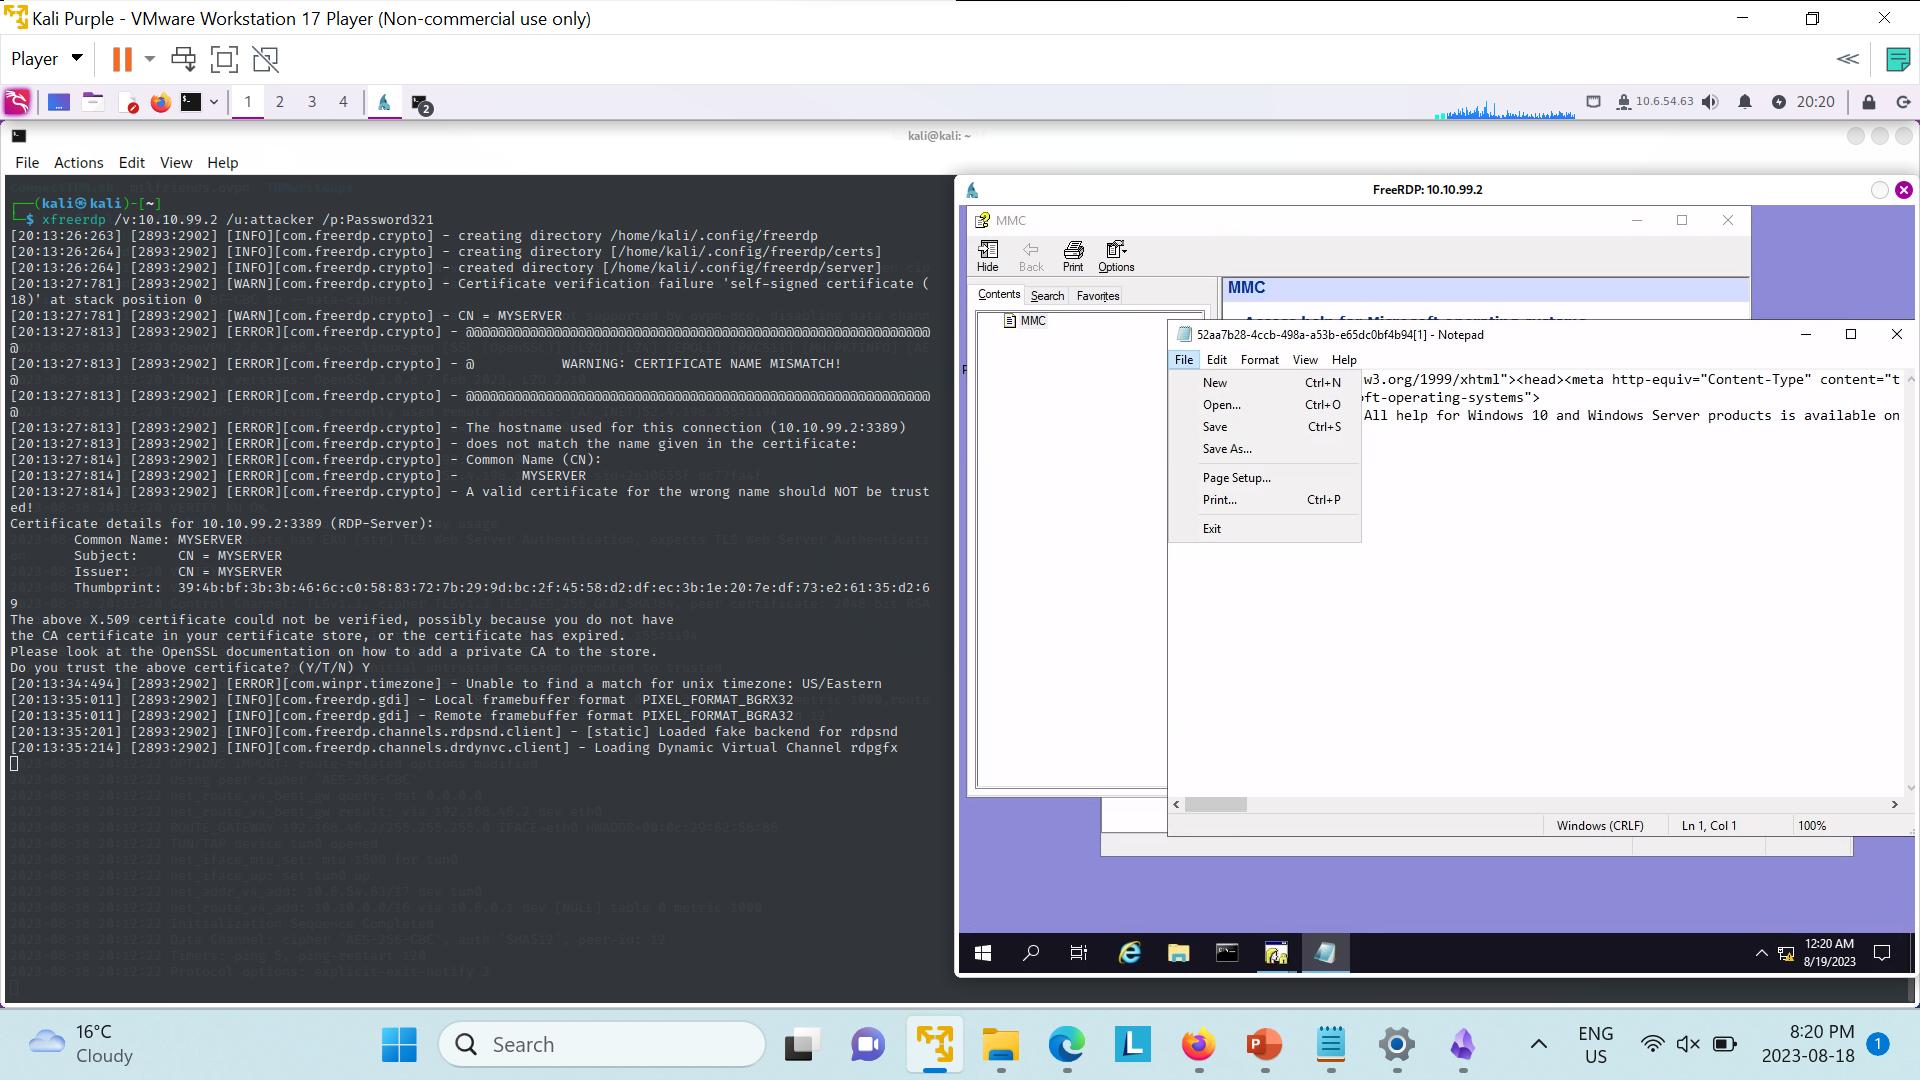 Kali Purple - VMware Workstation 17 Player (Non-commercial use only)
Player
1 2 3 4
2
10.6.54.63
20:20
kali@kali: ~
File Actions Edit View Help
┌──(kali㉿kali)-[~]
└─$ xfreerdp /v:10.10.99.2 /u:attacker /p:Password321
[20:13:26:263] [2893:2902] [INFO][com.freerdp.crypto] - creating directory /home/kali/.config/freerdp
[20:13:26:264] [2893:2902] [INFO][com.freerdp.crypto] - creating directory [/home/kali/.config/freerdp/certs]
[20:13:26:264] [2893:2902] [INFO][com.freerdp.crypto] - created directory [/home/kali/.config/freerdp/server]
[20:13:27:781] [2893:2902] [WARN][com.freerdp.crypto] - Certificate verification failure 'self-signed certificate (
18)' at stack position 0
[20:13:27:781] [2893:2902] [WARN][com.freerdp.crypto] - CN = MYSERVER
[20:13:27:813] [2893:2902] [ERROR][com.freerdp.crypto] - @@@@@@@@@@@@@@@@@@@@@@@@@@@@@@@@@@@@@@@@@@@@@@@@@@@@@@@@@@
@
[20:13:27:813] [2893:2902] [ERROR][com.freerdp.crypto] - @           WARNING: CERTIFICATE NAME MISMATCH!
@
[20:13:27:813] [2893:2902] [ERROR][com.freerdp.crypto] - @@@@@@@@@@@@@@@@@@@@@@@@@@@@@@@@@@@@@@@@@@@@@@@@@@@@@@@@@@
@
[20:13:27:813] [2893:2902] [ERROR][com.freerdp.crypto] - The hostname used for this connection (10.10.99.2:3389)
[20:13:27:814] [2893:2902] [ERROR][com.freerdp.crypto] - does not match the name given in the certificate:
[20:13:27:814] [2893:2902] [ERROR][com.freerdp.crypto] - Common Name (CN):
[20:13:27:814] [2893:2902] [ERROR][com.freerdp.crypto] -        MYSERVER
[20:13:27:814] [2893:2902] [ERROR][com.freerdp.crypto] - A valid certificate for the wrong name should NOT be trust
ed!
Certificate details for 10.10.99.2:3389 (RDP-Server):
Common Name: MYSERVER
Subject:     CN = MYSERVER
Issuer:      CN = MYSERVER
Thumbprint:  39:4b:bf:3b:3b:46:6c:c0:58:83:72:7b:29:9d:bc:2f:45:58:d2:df:ec:3b:1e:20:7e:df:73:e2:61:35:d2:6
9
The above X.509 certificate could not be verified, possibly because you do not have
the CA certificate in your certificate store, or the certificate has expired.
Please look at the OpenSSL documentation on how to add a private CA to the store.
Do you trust the above certificate? (Y/T/N) Y
[20:13:34:494] [2893:2902] [ERROR][com.winpr.timezone] - Unable to find a match for unix timezone: US/Eastern
[20:13:35:011] [2893:2902] [INFO][com.freerdp.gdi] - Local framebuffer format  PIXEL_FORMAT_BGRX32
[20:13:35:011] [2893:2902] [INFO][com.freerdp.gdi] - Remote framebuffer format PIXEL_FORMAT_BGRA32
[20:13:35:201] [2893:2902] [INFO][com.freerdp.channels.rdpsnd.client] - [static] Loaded fake backend for rdpsnd
[20:13:35:214] [2893:2902] [INFO][com.freerdp.channels.drdynvc.client] - Loading Dynamic Virtual Channel rdpgfx
FreeRDP: 10.10.99.2
MMC
Hide Back Print Options
Contents Search Favorites
MMC
MMC
52aa7b28-4ccb-498a-a53b-e65dc0bf4b94[1] - Notepad
File Edit Format View Help
New Ctrl+N
Open... Ctrl+O
Save Ctrl+S
Save As...
Page Setup...
Print... Ctrl+P
Exit
w3.org/1999/xhtml"><head><meta http-equiv="Content-Type" content="t
ft-operating-systems">
All help for Windows 10 and Windows Server products is available on
Windows (CRLF) Ln 1, Col 1 100%
12:20 AM
8/19/2023
16°C
Cloudy
Search
ENG
US
8:20 PM
2023-08-18
1